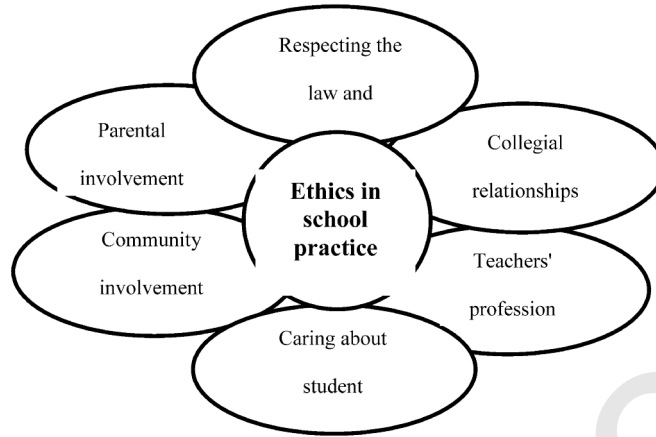 Respecting the
law and
Parental
involvement
Collegial
relationships
Ethics in
school
practice
Community
involvement
Teachers'
profession
Caring about
student